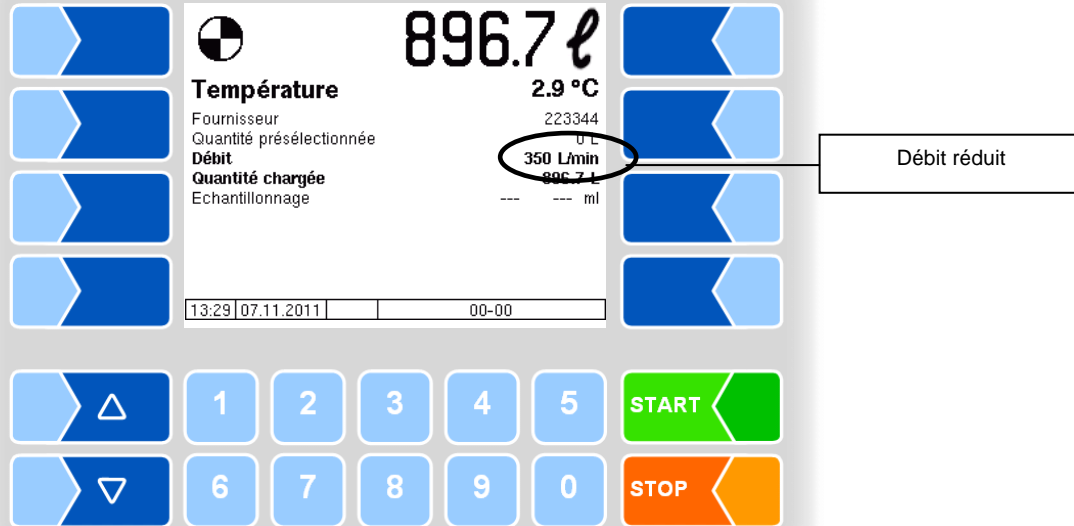 896.7 ℓ
Température 2.9 °C
Fournisseur 223344
Quantité présélectionnée 0 L
Débit 350 L/min
Quantité chargée 896.7 L
Echantillonnage --- --- ml
13:29 07.11.2011 00-00
Débit réduit
1 2 3 4 5 START
6 7 8 9 0 STOP